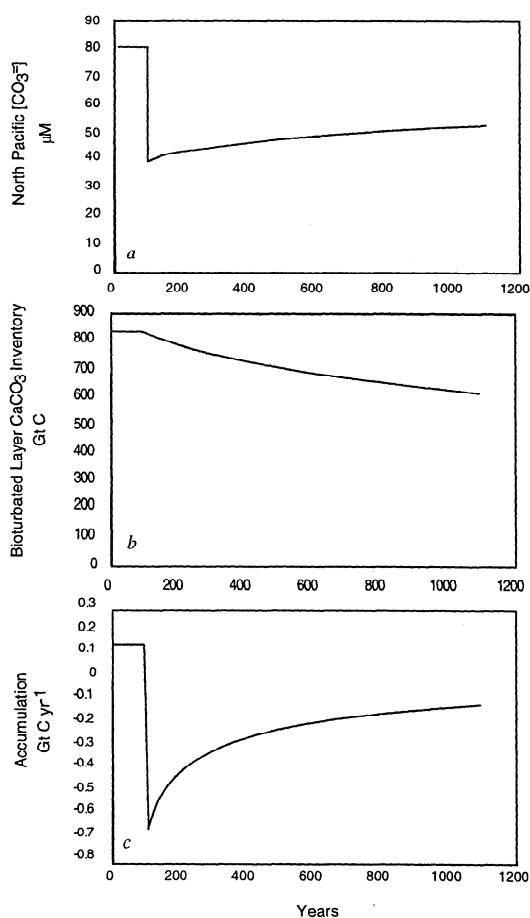 North Pacific [CO3=]
µM
90
80
70
60
50
40
30
20
10
0
a
0 200 400 600 800 1000 1200
Bioturbated Layer CaCO3 Inventory
Gt C
900
800
700
600
500
400
300
200
100
0
b
0 200 400 600 800 1000 1200
Accumulation
Gt C yr-1
0.3
0.2
0.1
0
-0.1
-0.2
-0.3
-0.4
-0.5
-0.6
-0.7
-0.8
c
0 200 400 600 800 1000 1200
Years